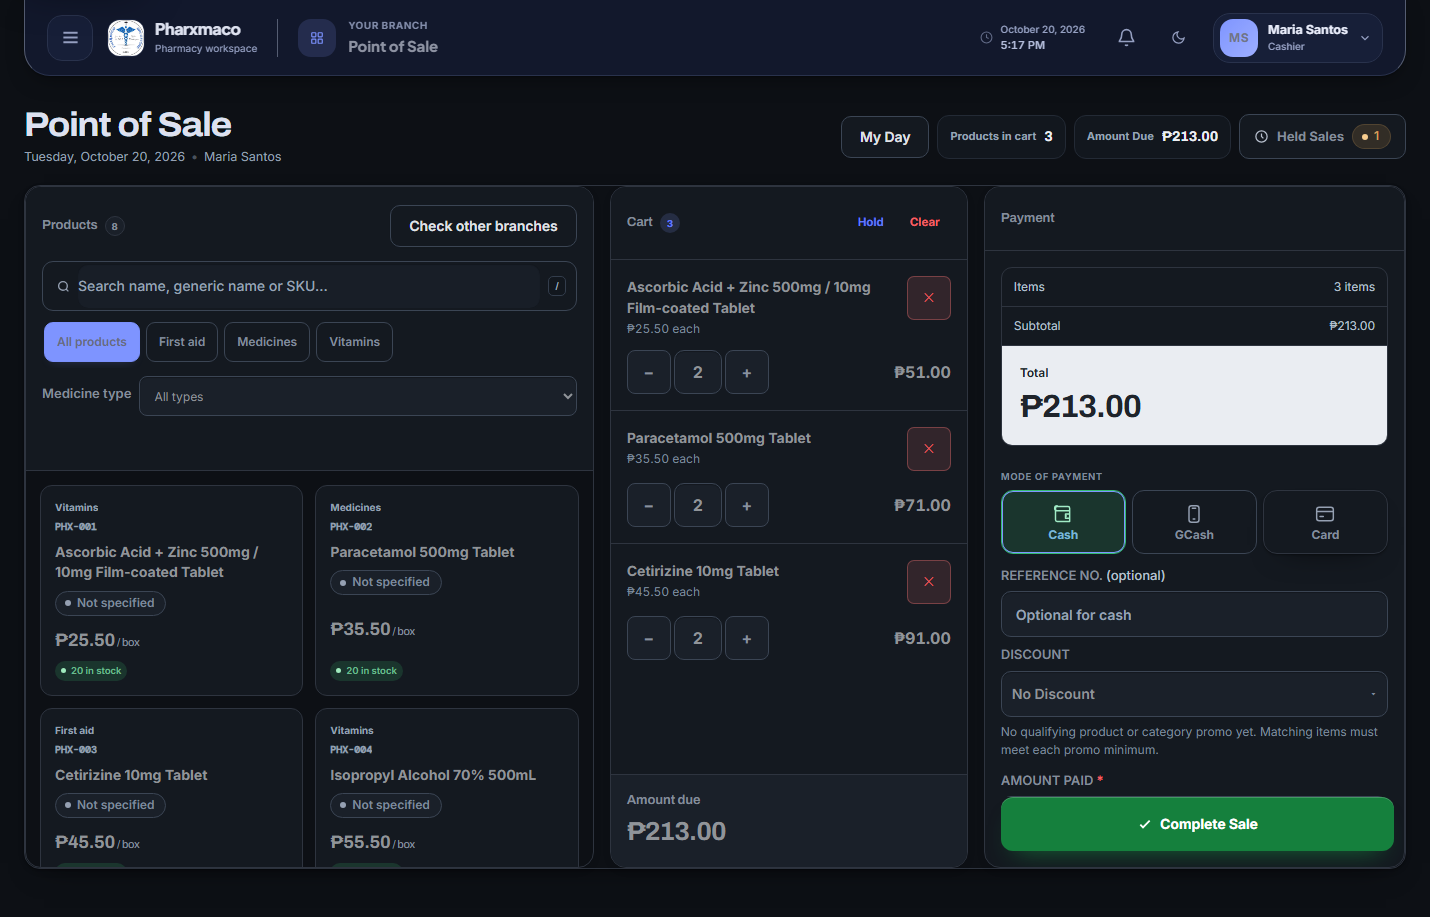 Pharxmaco
Pharmacy workspace
YOUR BRANCH
Point of Sale
October 20, 2026
5:17 PM
MS
Maria Santos
Cashier
Point of Sale
Tuesday, October 20, 2026 • Maria Santos
My Day
Products in cart 3
Amount Due ₱213.00
Held Sales • 1
Products 8
Check other branches
Search name, generic name or SKU...
/
All products
First aid
Medicines
Vitamins
Medicine type
All types
Vitamins
PHX-001
Ascorbic Acid + Zinc 500mg /
10mg Film-coated Tablet
• Not specified
₱25.50 / box
• 20 in stock
Medicines
PHX-002
Paracetamol 500mg Tablet
• Not specified
₱35.50 / box
• 20 in stock
First aid
PHX-003
Cetirizine 10mg Tablet
• Not specified
₱45.50 / box
Vitamins
PHX-004
Isopropyl Alcohol 70% 500mL
• Not specified
₱55.50 / box
Cart 3
Hold
Clear
Ascorbic Acid + Zinc 500mg / 10mg
Film-coated Tablet
₱25.50 each
− 2 + ₱51.00
Paracetamol 500mg Tablet
₱35.50 each
− 2 + ₱71.00
Cetirizine 10mg Tablet
₱45.50 each
− 2 + ₱91.00
Amount due
₱213.00
Payment
Items 3 items
Subtotal ₱213.00
Total
₱213.00
MODE OF PAYMENT
Cash
GCash
Card
REFERENCE NO. (optional)
Optional for cash
DISCOUNT
No Discount
No qualifying product or category promo yet. Matching items must
meet each promo minimum.
AMOUNT PAID *
Complete Sale